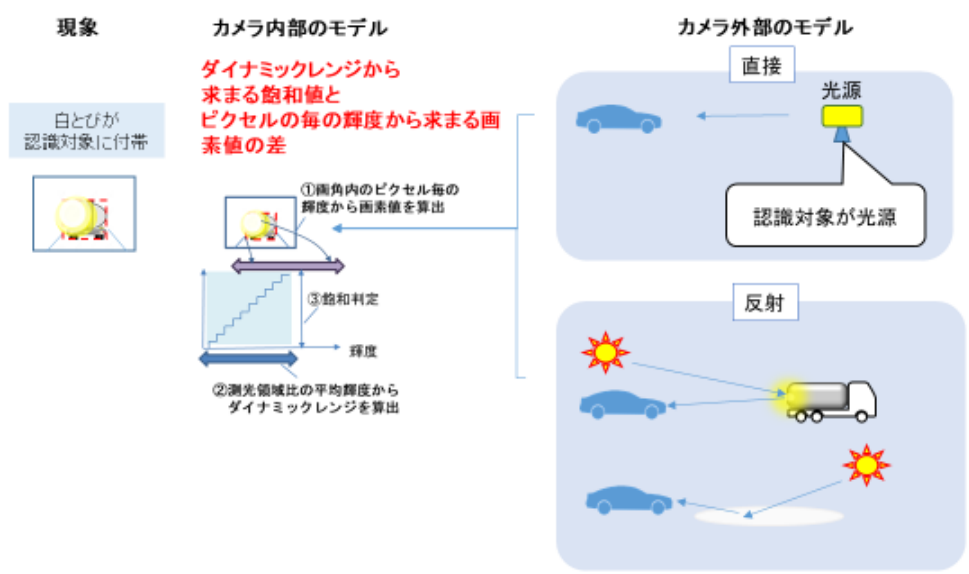 現象
カメラ内部のモデル
カメラ外部のモデル
白とびが
認識対象に付帯
ダイナミックレンジから
求まる飽和値と
ピクセルの毎の輝度から求まる画
素値の差
①画角内のピクセル毎の
輝度から画素値を算出
③飽和判定
輝度
②測光領域比の平均輝度から
ダイナミックレンジを算出
直接
光源
認識対象が光源
反射